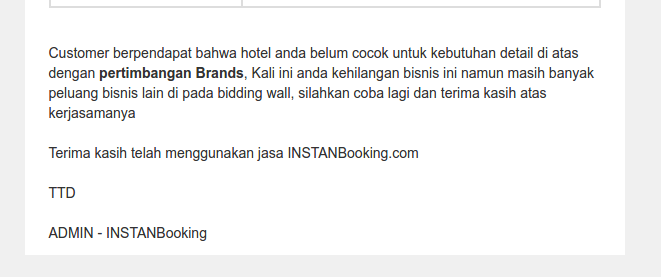 Customer berpendapat bahwa hotel anda belum cocok untuk kebutuhan detail di atas
dengan pertimbangan Brands, Kali ini anda kehilangan bisnis ini namun masih banyak
peluang bisnis lain di pada bidding wall, silahkan coba lagi dan terima kasih atas
kerjasamanya
Terima kasih telah menggunakan jasa INSTANBooking.com
TTD
ADMIN - INSTANBooking